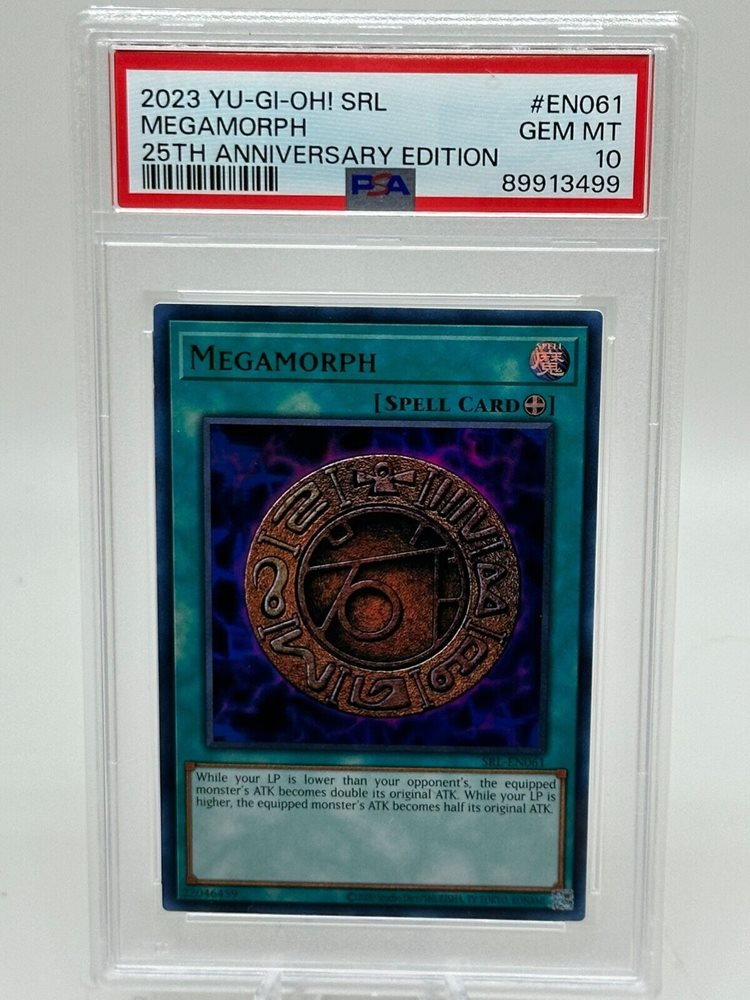 2023 YU-GI-OH! SRL #EN061
MEGAMORPH GEM MT
25TH ANNIVERSARY EDITION 10
PSA 89913499
MEGAMORPH
SPELL
魔
[SPELL CARD]
SRL-EN061
While your LP is lower than your opponent's, the equipped
monster's ATK becomes double its original ATK. While your LP is
higher, the equipped monster's ATK becomes half its original ATK.
22046459